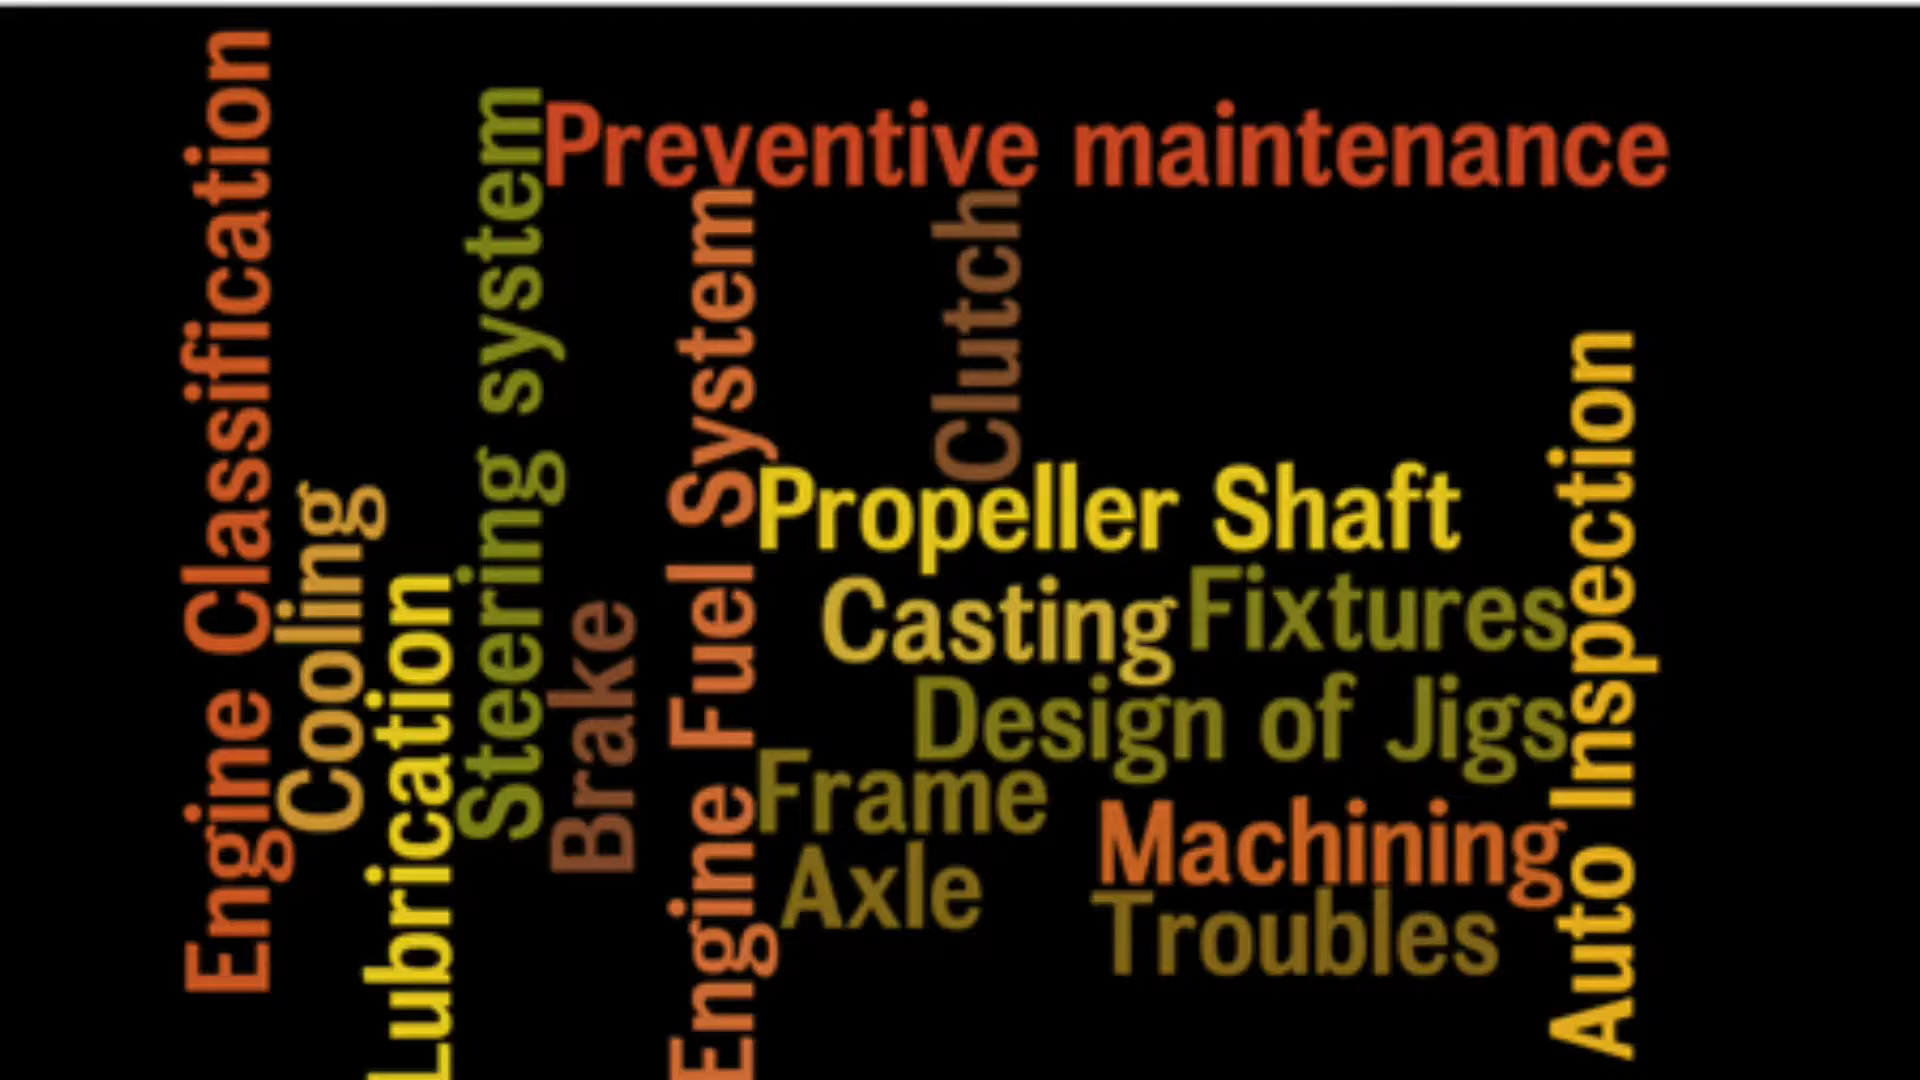 Engine Classification
Cooling
Lubrication
Steering system
Brake
Engine Fuel System
Preventive maintenance
Clutch
Propeller Shaft
Casting
Fixtures
Design of Jigs
Frame
Axle
Machining
Troubles
Auto Inspection